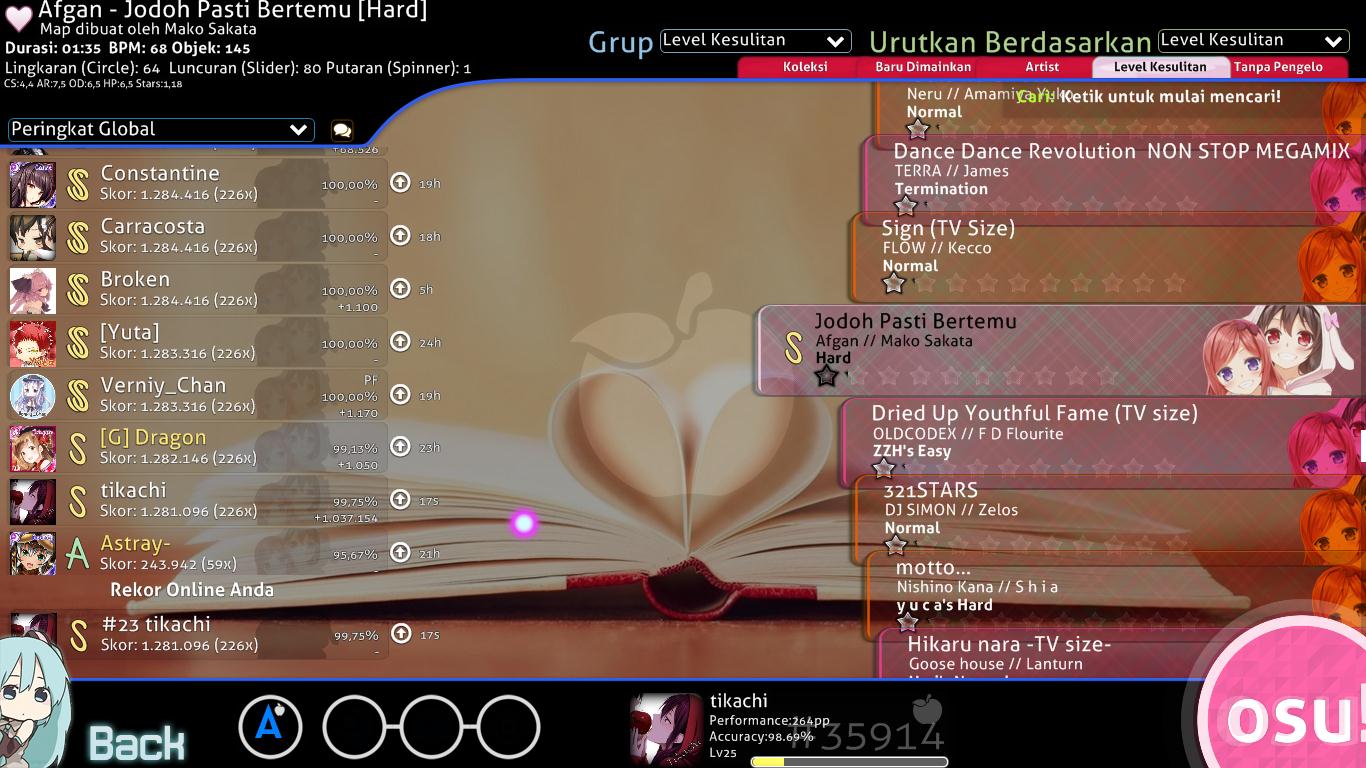 Afgan - Jodoh Pasti Bertemu [Hard]
Map dibuat oleh Mako Sakata
Durasi: 01:35 BPM: 68 Objek: 145
Lingkaran (Circle): 64 Luncuran (Slider): 80 Putaran (Spinner): 1
CS:4,4 AR:7,5 OD:6,5 HP:6,5 Stars:1,18
Grup Level Kesulitan
Urutkan Berdasarkan Level Kesulitan
Koleksi Baru Dimainkan Artist Level Kesulitan Tanpa Pengelo
Peringkat Global
+68.526
Constantine
Skor: 1.284.416 (226x)
100,00%
-
19h
Carracosta
Skor: 1.284.416 (226x)
100,00%
-
18h
Broken
Skor: 1.284.416 (226x)
100,00%
+1.100
5h
[Yuta]
Skor: 1.283.316 (226x)
100,00%
-
24h
Verniy_Chan
Skor: 1.283.316 (226x)
PF
100,00%
+1.170
19h
[G] Dragon
Skor: 1.282.146 (226x)
99,13%
+1.050
23h
tikachi
Skor: 1.281.096 (226x)
99,75%
+1.037.154
17s
Astray-
Skor: 243.942 (59x)
95,67%
-
21h
Rekor Online Anda
#23 tikachi
Skor: 1.281.096 (226x)
99,75%
-
17s
Cari: Ketik untuk mulai mencari!
Neru // Amamiya Yuko
Normal
Dance Dance Revolution NON STOP MEGAMIX
TERRA // James
Termination
Sign (TV Size)
FLOW // Kecco
Normal
Jodoh Pasti Bertemu
Afgan // Mako Sakata
Hard
Dried Up Youthful Fame (TV size)
OLDCODEX // F D Flourite
ZZH's Easy
321STARS
DJ SIMON // Zelos
Normal
motto...
Nishino Kana // S h i a
y u c a's Hard
Hikaru nara -TV size-
Goose house // Lanturn
Back
A
tikachi
Performance:264pp
Accuracy:98.69%
Lv25
#35914
osu!